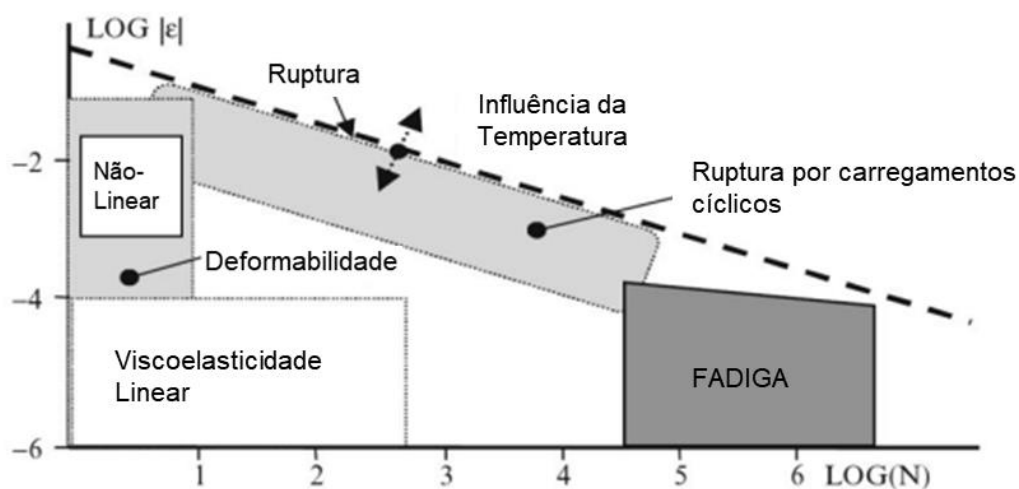 LOG |ε|
Ruptura
Influência da
Temperatura
Ruptura por carregamentos
cíclicos
-2
Não-
Linear
Deformabilidade
-4
Viscoelasticidade
Linear
FADIGA
-6
1 2 3 4 5 6 LOG(N)